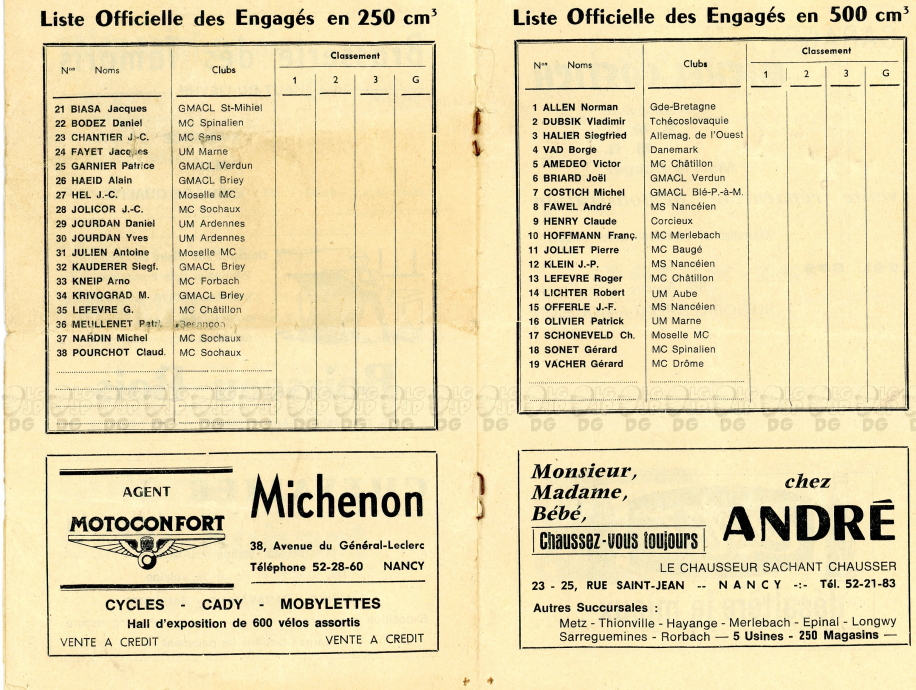 Liste Officielle des Engagés en 250 cm³
Nos Noms Clubs Classement
1 2 3 G
21 BIASA Jacques GMACL St-Mihiel
22 BODEZ Daniel MC Spinalien
23 CHANTIER J.-C. MC Sens
24 FAYET Jacques UM Marne
25 GARNIER Patrice GMACL Verdun
26 HAEID Alain GMACL Briey
27 HEL J.-C. Moselle MC
28 JOLICOR J.-C. MC Sochaux
29 JOURDAN Daniel UM Ardennes
30 JOURDAN Yves UM Ardennes
31 JULIEN Antoine Moselle MC
32 KAUDERER Siegf. GMACL Briey
33 KNEIP Arno MC Forbach
34 KRIVOGRAD M. GMACL Briey
35 LEFEVRE G. MC Châtillon
36 MEULLENET Patr. Besançon
37 NARDIN Michel MC Sochaux
38 POURCHOT Claud. MC Sochaux
AGENT
MOTOCONFORT
Michenon
38, Avenue du Général-Leclerc
Téléphone 52-28-60 NANCY
CYCLES - CADY - MOBYLETTES
Hall d'exposition de 600 vélos assortis
VENTE A CREDIT VENTE A CREDIT
Liste Officielle des Engagés en 500 cm³
Nos Noms Clubs Classement
1 2 3 G
1 ALLEN Norman Gde-Bretagne
2 DUBSIK Vladimir Tchécoslovaquie
3 HALIER Siegfried Allemag. de l'Ouest
4 VAD Borge Danemark
5 AMEDEO Victor MC Châtillon
6 BRIARD Joël GMACL Verdun
7 COSTICH Michel GMACL Blé-P.-à-M.
8 FAWEL André MS Nancéien
9 HENRY Claude Corcieux
10 HOFFMANN Franç. MC Merlebach
11 JOLLIET Pierre MC Baugé
12 KLEIN J.-P. MS Nancéien
13 LEFEVRE Roger MC Châtillon
14 LICHTER Robert UM Aube
15 OFFERLE J.-F. MS Nancéien
16 OLIVIER Patrick UM Marne
17 SCHONEVELD Ch. Moselle MC
18 SONET Gérard MC Spinalien
19 VACHER Gérard MC Drôme
Monsieur,
Madame,
Bébé,
Chaussez-vous toujours
chez
ANDRÉ
LE CHAUSSEUR SACHANT CHAUSSER
23 - 25, RUE SAINT-JEAN -- NANCY -:- Tél. 52-21-83
Autres Succursales :
Metz - Thionville - Hayange - Merlebach - Epinal - Longwy
Sarreguemines - Rorbach — 5 Usines - 250 Magasins —